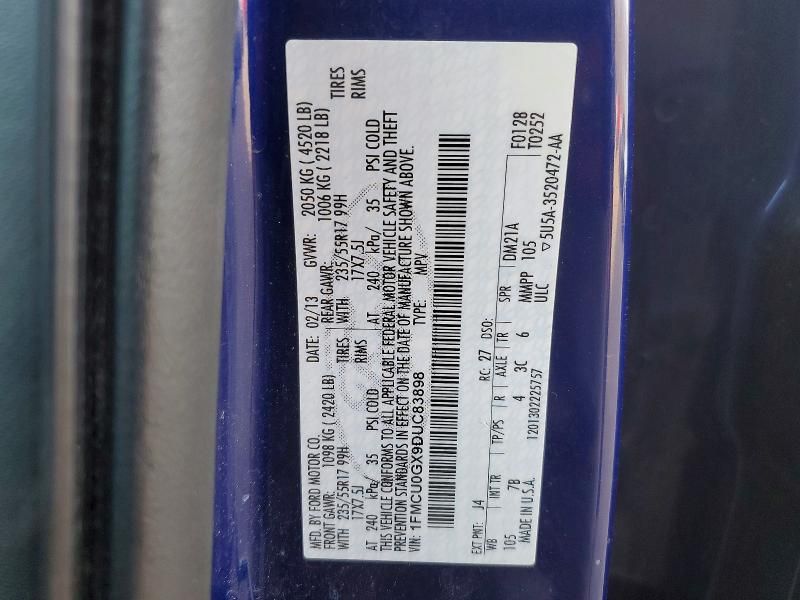 MFD. BY FORD MOTOR CO. DATE: 02/13 GVWR: 2050 KG ( 4520 LB)
FRONT GAWR: 1098 KG ( 2420 LB) REAR GAWR: 1006 KG ( 2218 LB)
WITH 235/55R17 99H TIRES WITH 235/55R17 99H TIRES
17X7.5J RIMS 17X7.5J RIMS
AT 240 kPa/ 35 PSI COLD AT 240 kPa/ 35 PSI COLD
THIS VEHICLE CONFORMS TO ALL APPLICABLE FEDERAL MOTOR VEHICLE SAFETY AND THEFT
PREVENTION STANDARDS IN EFFECT ON THE DATE OF MANUFACTURE SHOWN ABOVE.
VIN: 1FMCU0GX9DUC83898 TYPE: MPV
EXT PNT: J4 RC: 27 DSO: F0128
WB INT TR TP/PS R AXLE TR SPR DM21A T0252
105 7B 4 3C 6 MMPP 105
MADE IN U.S.A. 1201302225757 ULC ▽5U5A-3520472-AA